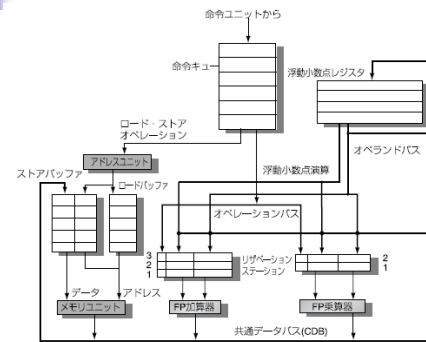 命令ユニットから
命令キュー
浮動小数点レジスタ
ロード・ストア
オペレーション
オペランドバス
アドレスユニット
浮動小数点演算
ストアバッファ
ロードバッファ
オペレーションバス
3
2
1
リザベーション
ステーション
2
1
データ
アドレス
メモリユニット
FP加算器
FP乗算器
共通データバス(CDB)